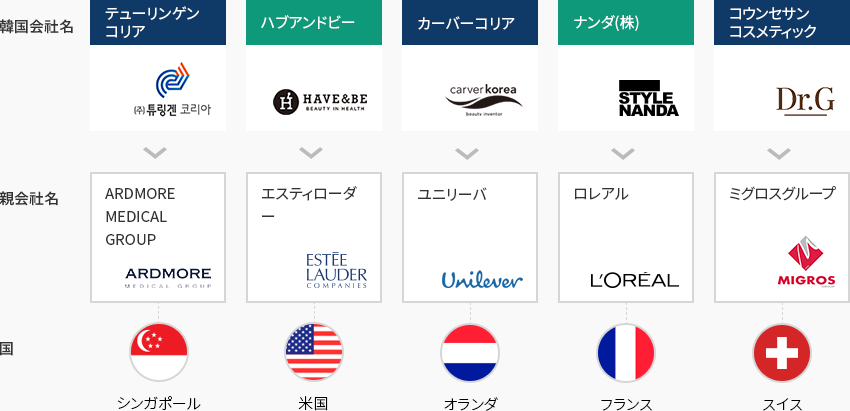 韓国会社名
テューリンゲン
コリア
ハブアンドビー
カーバーコリア
ナンダ(株)
コウンセサン
コスメティック
㈜튜링겐 코리아
HAVE&BE
BEAUTY IN HEALTH
carverkorea
beauty inventor
STYLE
NANDA
Dr.G
親会社名
ARDMORE
MEDICAL
GROUP
エスティローダ
ー
ユニリーバ
ロレアル
ミグロスグループ
ARDMORE
MEDICAL GROUP
ESTĒE
LAUDER
COMPANIES
Unilever
L'ORÉAL
MIGROS
国
シンガポール
米国
オランダ
フランス
スイス